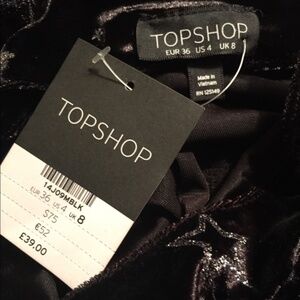 TOPSHOP
EUR 36 US 4 UK 8
Made in
Vietnam
RN 125149
TOPSHOP
14J09MBLK
EUR 36 US 4 UK 8
$75
€52
£39.00